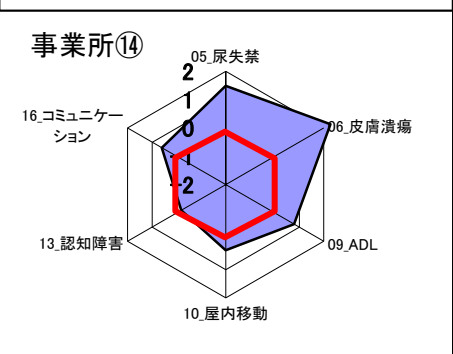 事業所⑭
05_尿失禁
2
1
0
-1
-2
06_皮膚潰瘍
09_ADL
10_屋内移動
13_認知障害
16_コミュニケー
ション